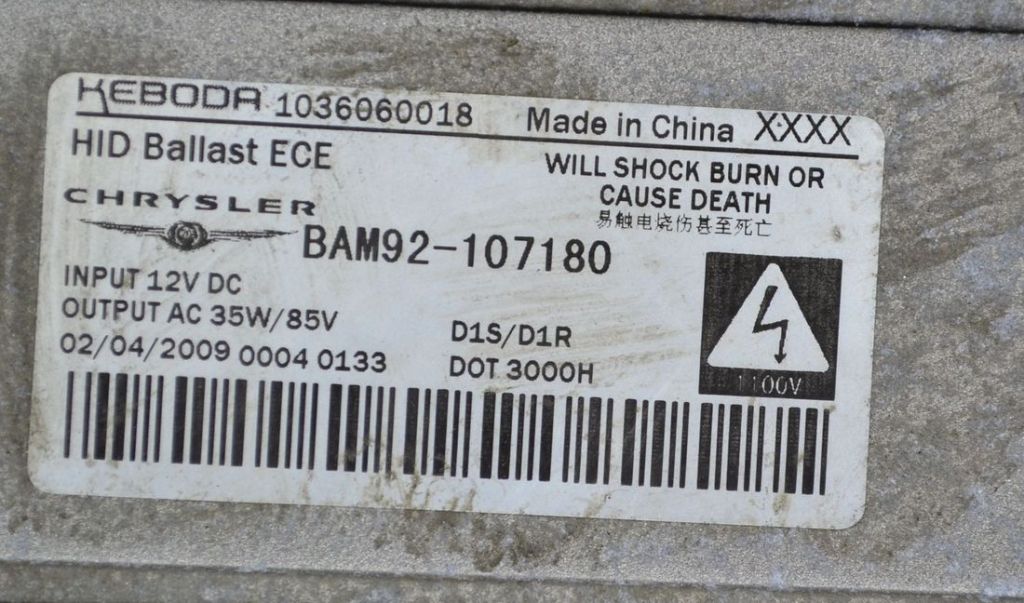 KEBODA 1036060018 Made in China X.XXX
HID Ballast ECE
WILL SHOCK BURN OR
CAUSE DEATH
易触电烧伤甚至死亡
CHRYSLER
BAM92-107180
INPUT 12V DC
OUTPUT AC 35W/85V
D1S/D1R
02/04/2009 0004 0133
DOT 3000H
1100V